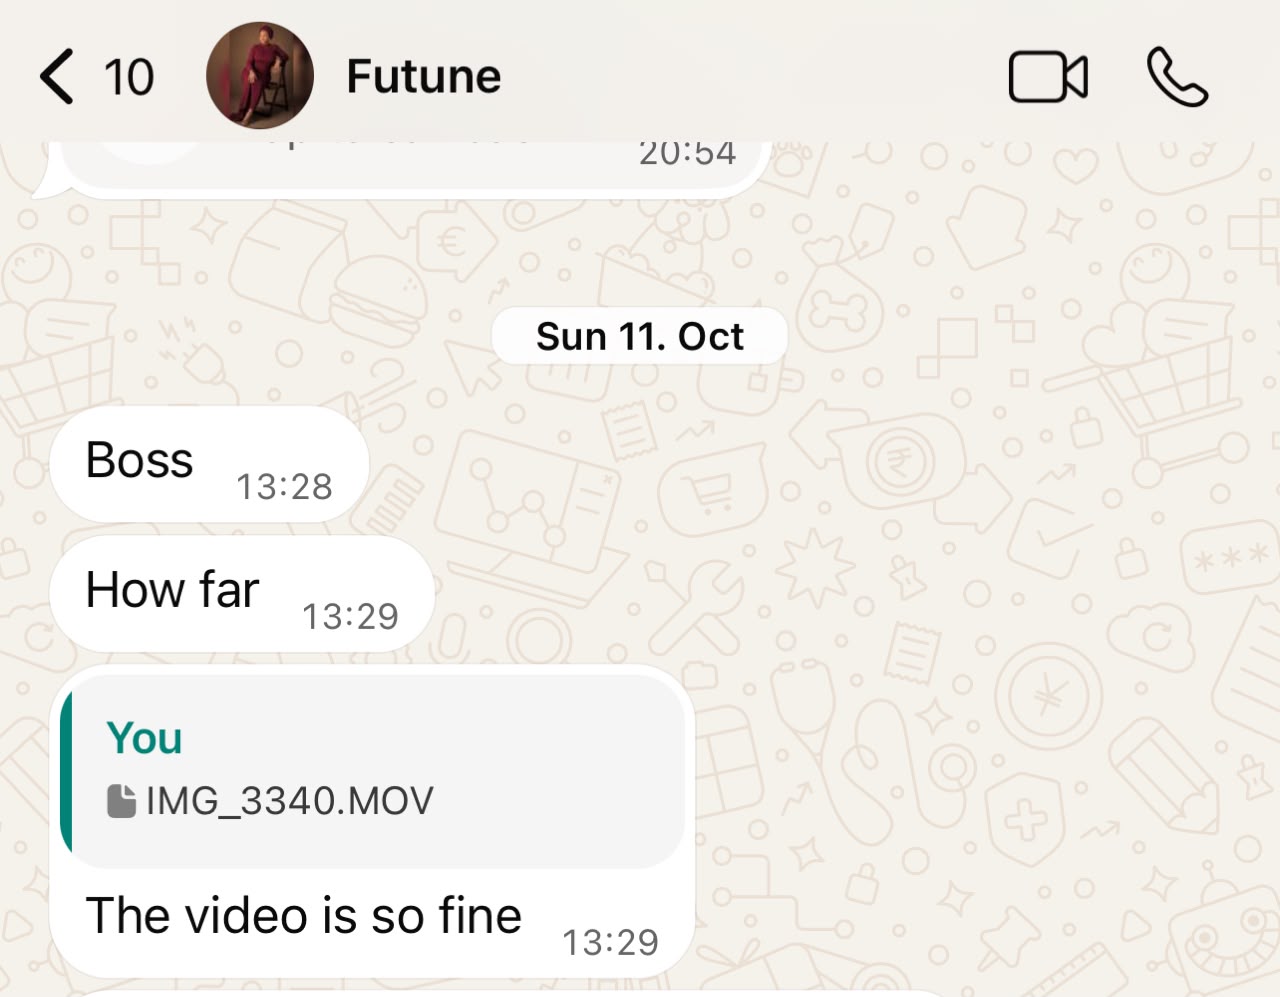 10
Futune
20:54
Sun 11. Oct
Boss
13:28
How far
13:29
You
IMG_3340.MOV
The video is so fine
13:29